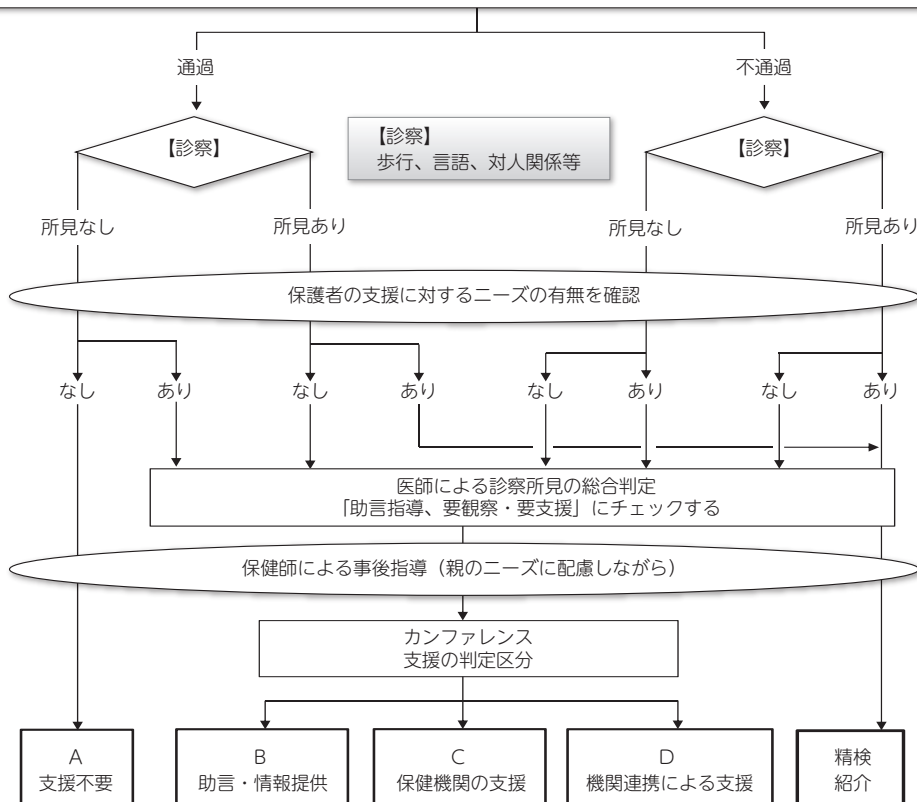 通過
不通過
【診察】
【診察】
歩行、言語、対人関係等
【診察】
所見なし
所見あり
所見なし
所見あり
保護者の支援に対するニーズの有無を確認
なし
あり
なし
あり
なし
あり
なし
あり
医師による診察所見の総合判定
「助言指導、要観察・要支援」にチェックする
保健師による事後指導（親のニーズに配慮しながら）
カンファレンス
支援の判定区分
A
支援不要
B
助言・情報提供
C
保健機関の支援
D
機関連携による支援
精検
紹介